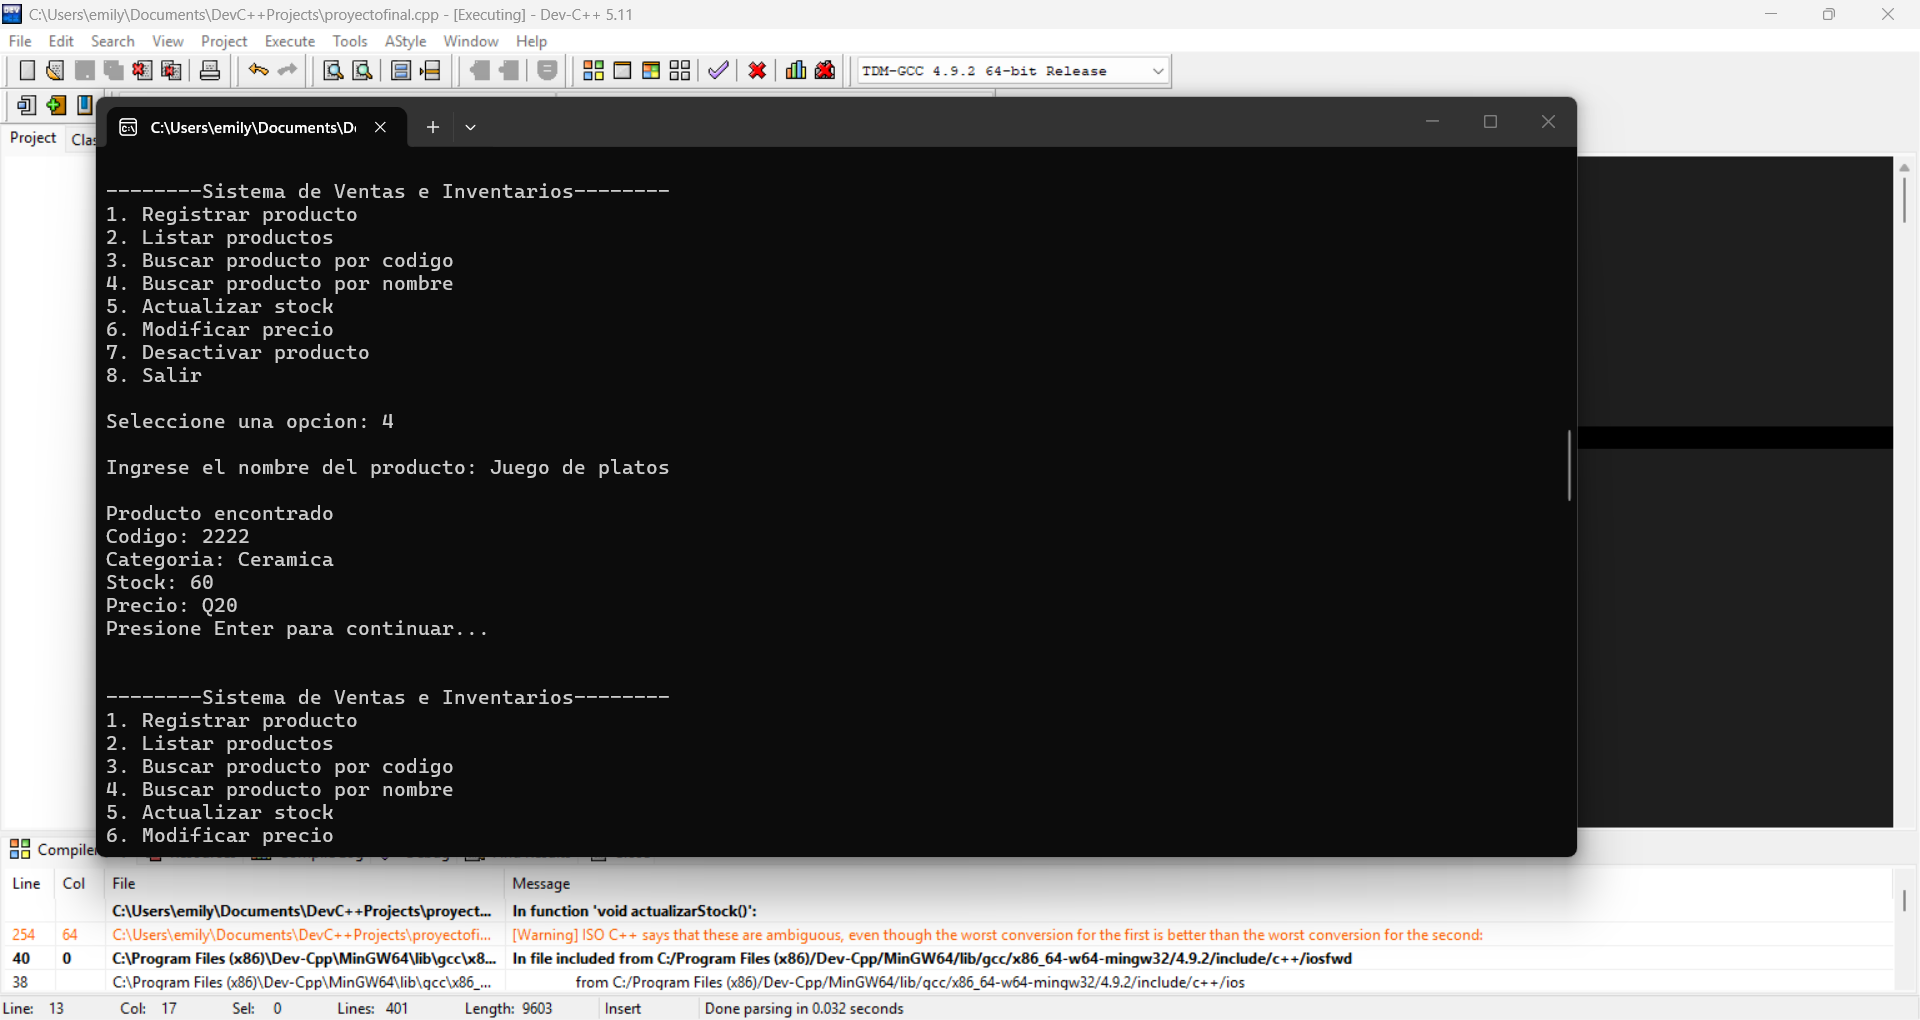 C:\Users\emily\Documents\DevC++Projects\proyectofinal.cpp - [Executing] - Dev-C++ 5.11
File Edit Search View Project Execute Tools AStyle Window Help
TDM-GCC 4.9.2 64-bit Release
Project Clas
C:\Users\emily\Documents\D
--------Sistema de Ventas e Inventarios--------
1. Registrar producto
2. Listar productos
3. Buscar producto por codigo
4. Buscar producto por nombre
5. Actualizar stock
6. Modificar precio
7. Desactivar producto
8. Salir
Seleccione una opcion: 4
Ingrese el nombre del producto: Juego de platos
Producto encontrado
Codigo: 2222
Categoria: Ceramica
Stock: 60
Precio: Q20
Presione Enter para continuar...
--------Sistema de Ventas e Inventarios--------
1. Registrar producto
2. Listar productos
3. Buscar producto por codigo
4. Buscar producto por nombre
5. Actualizar stock
6. Modificar precio
Compiler
Line Col File Message
C:\Users\emily\Documents\DevC++Projects\proyect... In function 'void actualizarStock()':
254 64 C:\Users\emily\Documents\DevC++Projects\proyectofi... [Warning] ISO C++ says that these are ambiguous, even though the worst conversion for the first is better than the worst conversion for the second:
40 0 C:\Program Files (x86)\Dev-Cpp\MinGW64\lib\gcc\x8... In file included from C:/Program Files (x86)/Dev-Cpp/MinGW64/lib/gcc/x86_64-w64-mingw32/4.9.2/include/c++/iosfwd
38 C:\Program Files (x86)\Dev-Cpp\MinGW64\lib\gcc\x86_... from C:/Program Files (x86)/Dev-Cpp/MinGW64/lib/gcc/x86_64-w64-mingw32/4.9.2/include/c++/ios
Line: 13 Col: 17 Sel: 0 Lines: 401 Length: 9603 Insert Done parsing in 0.032 seconds